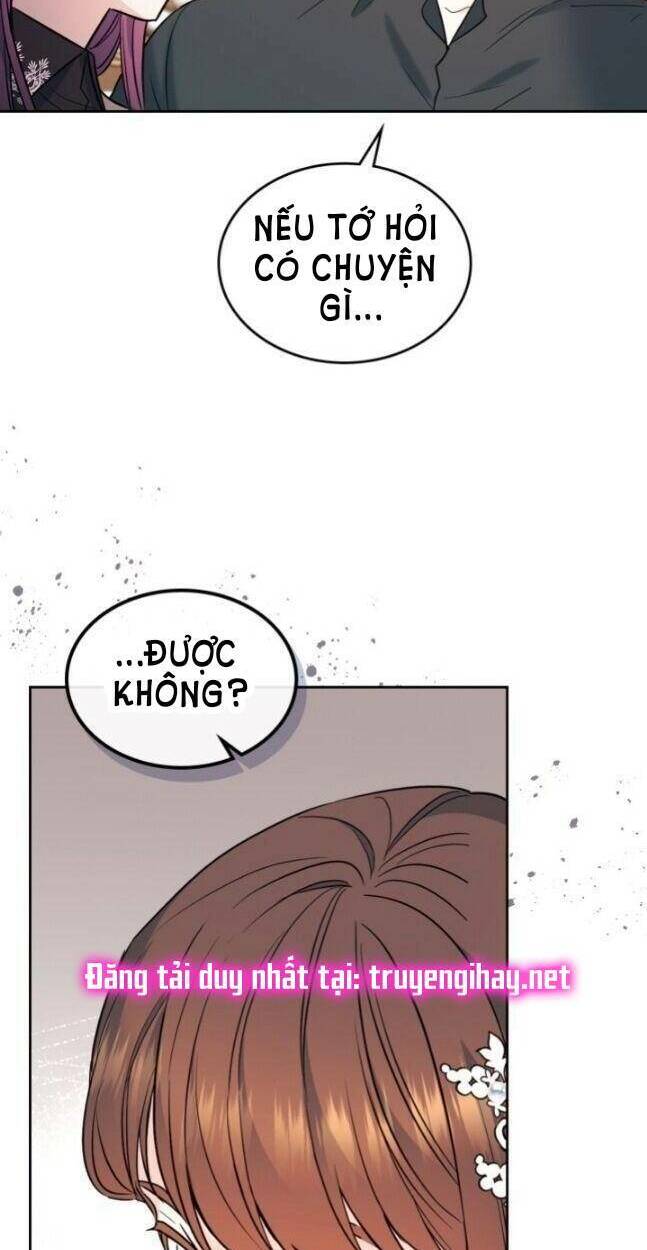 NẾU TỚ HỎI
CÓ CHUYỆN
GÌ...
...ĐƯỢC
KHÔNG?
Đăng tải duy nhất tại: truyengihay.net